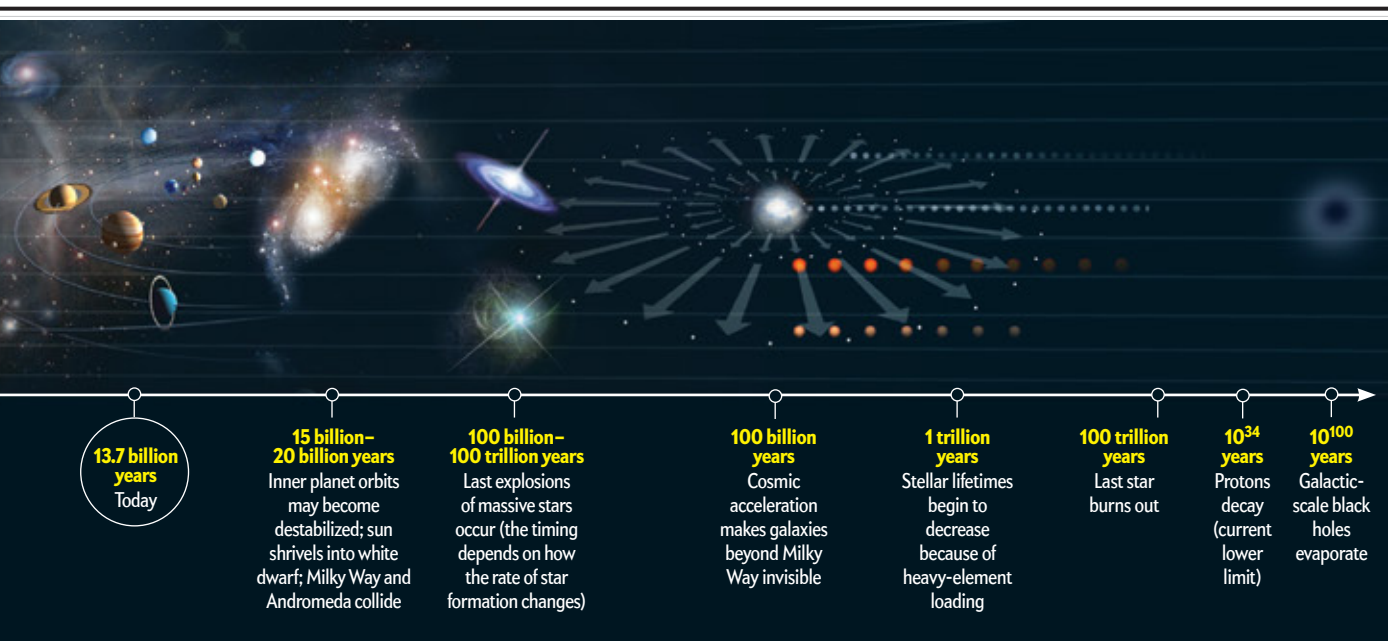 13.7 billion
years
Today
15 billion–
20 billion years
Inner planet orbits
may become
destabilized; sun
shrivels into white
dwarf; Milky Way and
Andromeda collide
100 billion–
100 trillion years
Last explosions
of massive stars
occur (the timing
depends on how
the rate of star
formation changes)
100 billion
years
Cosmic
acceleration
makes galaxies
beyond Milky
Way invisible
1 trillion
years
Stellar lifetimes
begin to
decrease
because of
heavy-element
loading
100 trillion
years
Last star
burns out
10³⁴
years
Protons
decay
(current
lower
limit)
10¹⁰⁰
years
Galactic-
scale black
holes
evaporate